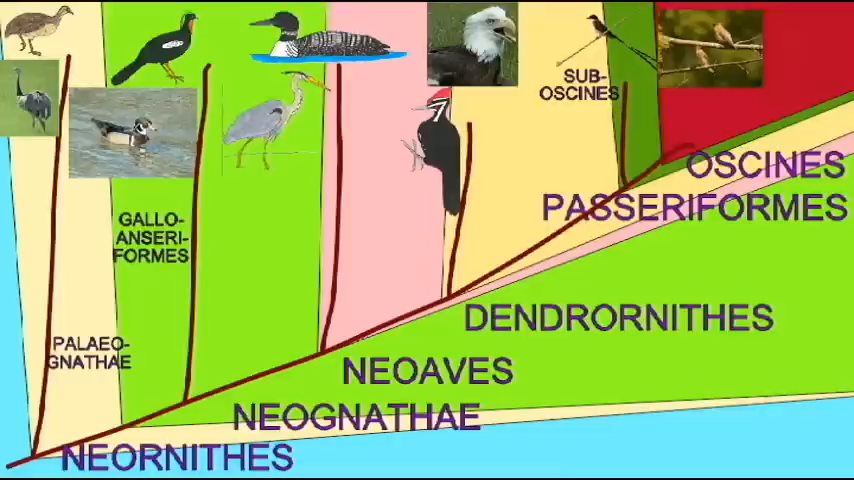 SUB-
OSCINES
OSCINES
PASSERIFORMES
GALLO-
ANSERI-
FORMES
DENDRORNITHES
PALAEO-
GNATHAE
NEOAVES
NEOGNATHAE
NEORNITHES